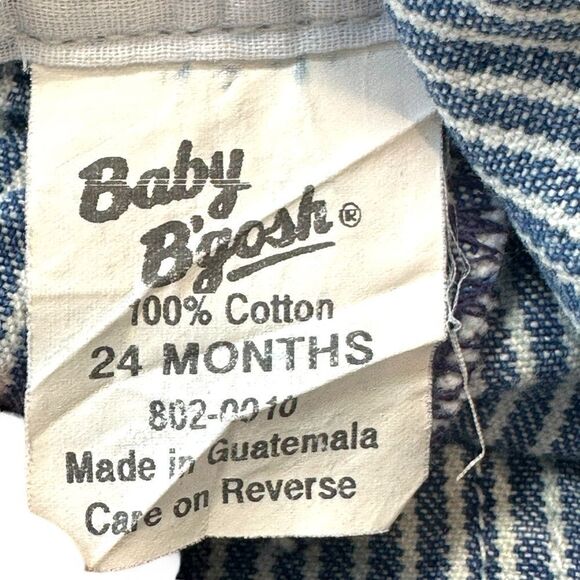 Baby
B'gosh®
100% Cotton
24 MONTHS
802-0010
Made in Guatemala
Care on Reverse